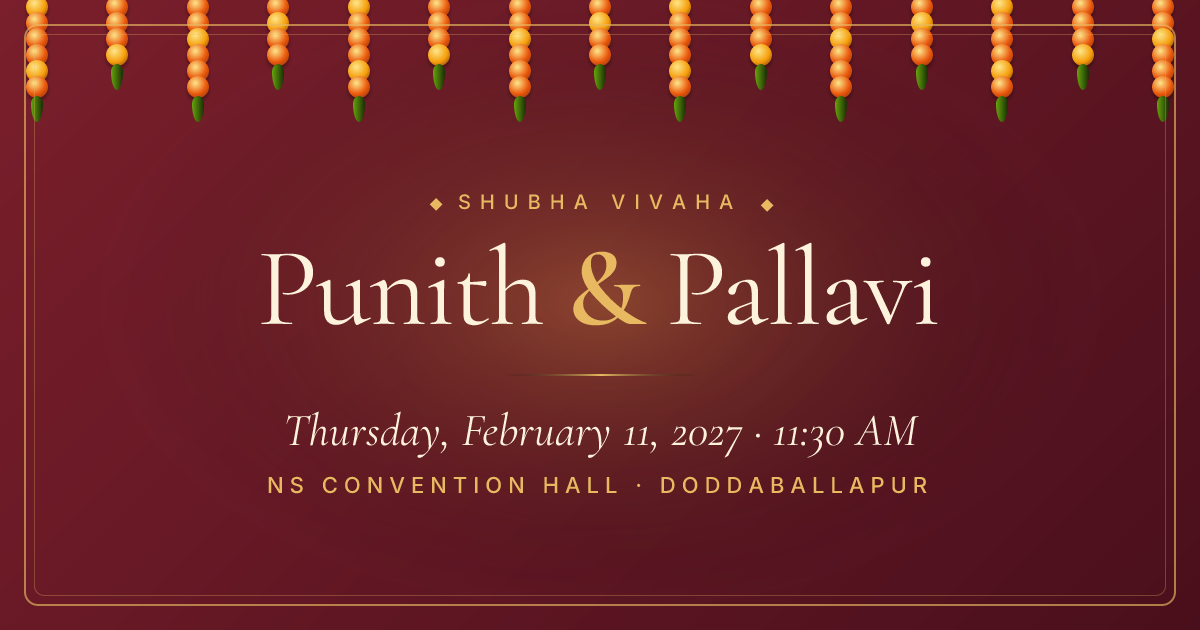 ◆ SHUBHA VIVAHA ◆
Punith & Pallavi
Thursday, February 11, 2027 · 11:30 AM
NS CONVENTION HALL · DODDABALLAPUR